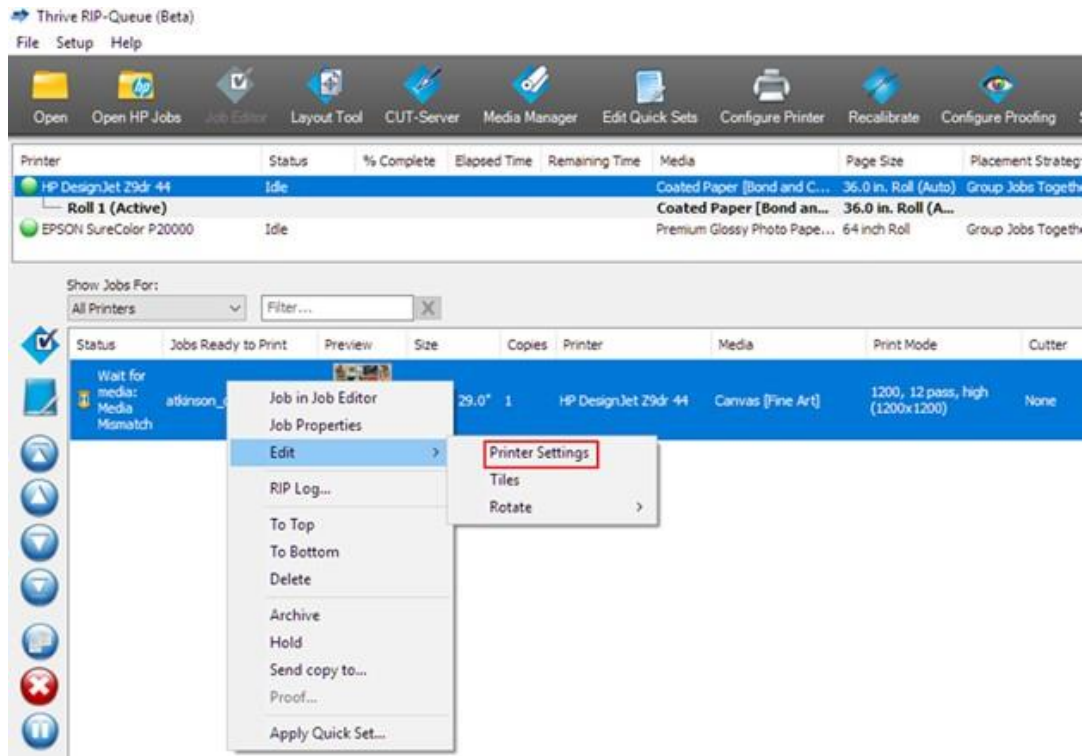 Thrive RIP-Queue (Beta)
File Setup Help
Open Open HP Jobs Job Editor Layout Tool CUT-Server Media Manager Edit Quick Sets Configure Printer Recalibrate Configure Proofing
Printer Status % Complete Elapsed Time Remaining Time Media Page Size Placement Strateg
HP DesignJet Z9dr 44 Idle Coated Paper [Bond and C... 36.0 in. Roll (Auto) Group Jobs Togethe
Roll 1 (Active) Coated Paper [Bond an... 36.0 in. Roll (A...
EPSON SureColor P20000 Idle Premium Glossy Photo Pape... 64 inch Roll Group Jobs Togethe
Show Jobs For:
All Printers Filter... X
Status Jobs Ready to Print Preview Size Copies Printer Media Print Mode Cutter
Wait for
media:
Media
Mismatch
atkinson_ 29.0" 1 HP DesignJet Z9dr 44 Canvas [Fine Art] 1200, 12 pass, high
(1200x1200) None
Job in Job Editor
Job Properties
Edit >
RIP Log...
To Top
To Bottom
Delete
Archive
Hold
Send copy to...
Proof...
Apply Quick Set...
Printer Settings
Tiles
Rotate >